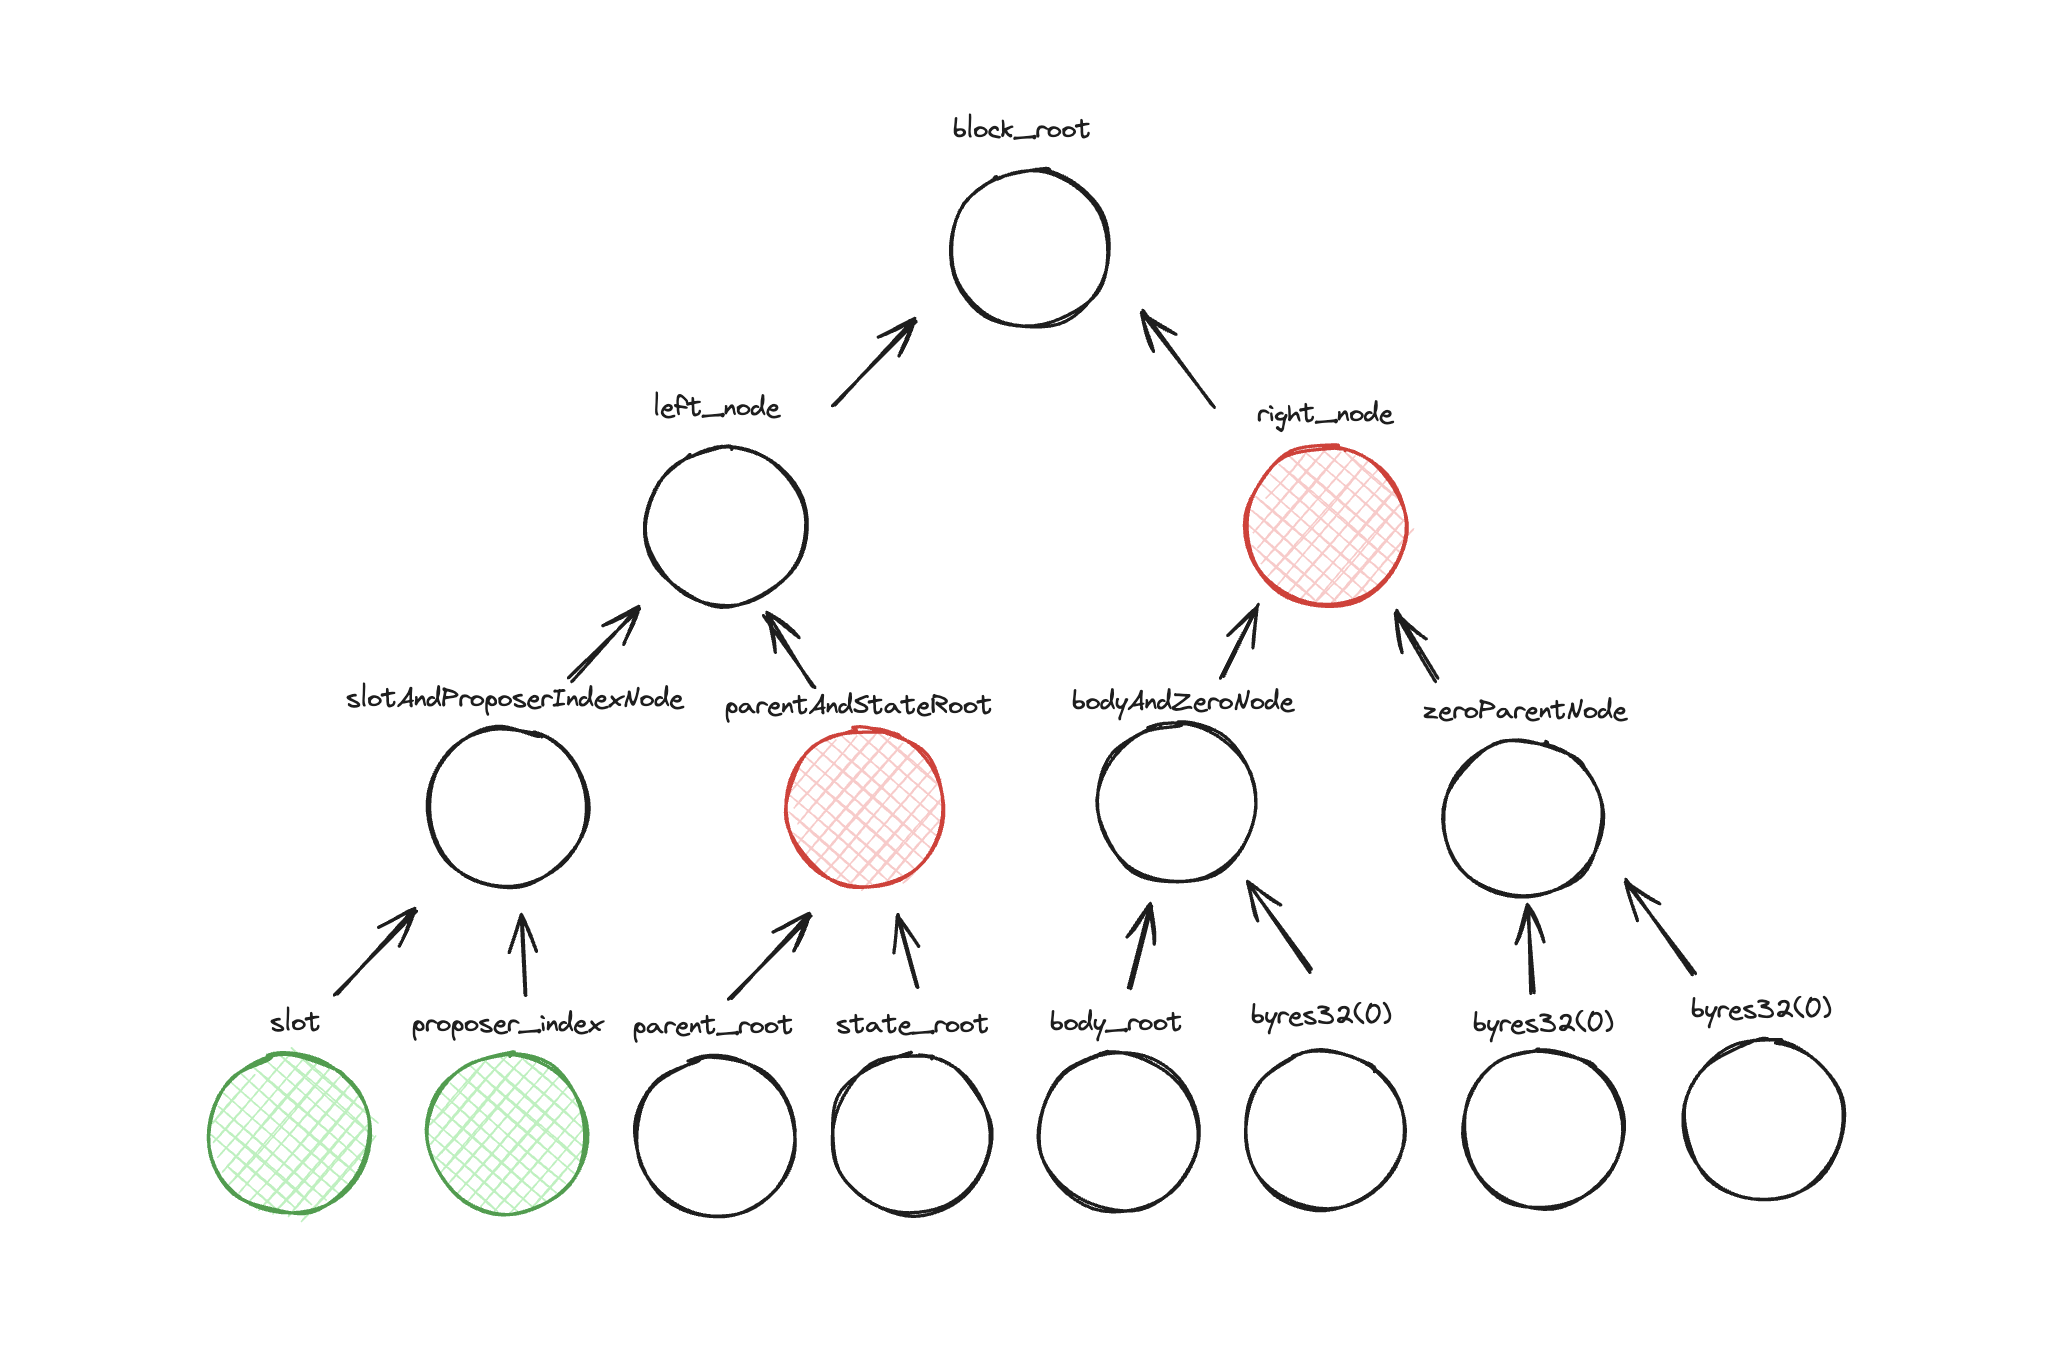 block_root
left_node
right_node
slotAndProposerIndexNode
parentAndStateRoot
bodyAndZeroNode
zeroParentNode
slot
proposer_index
parent_root
state_root
body_root
byres32(0)
byres32(0)
byres32(0)